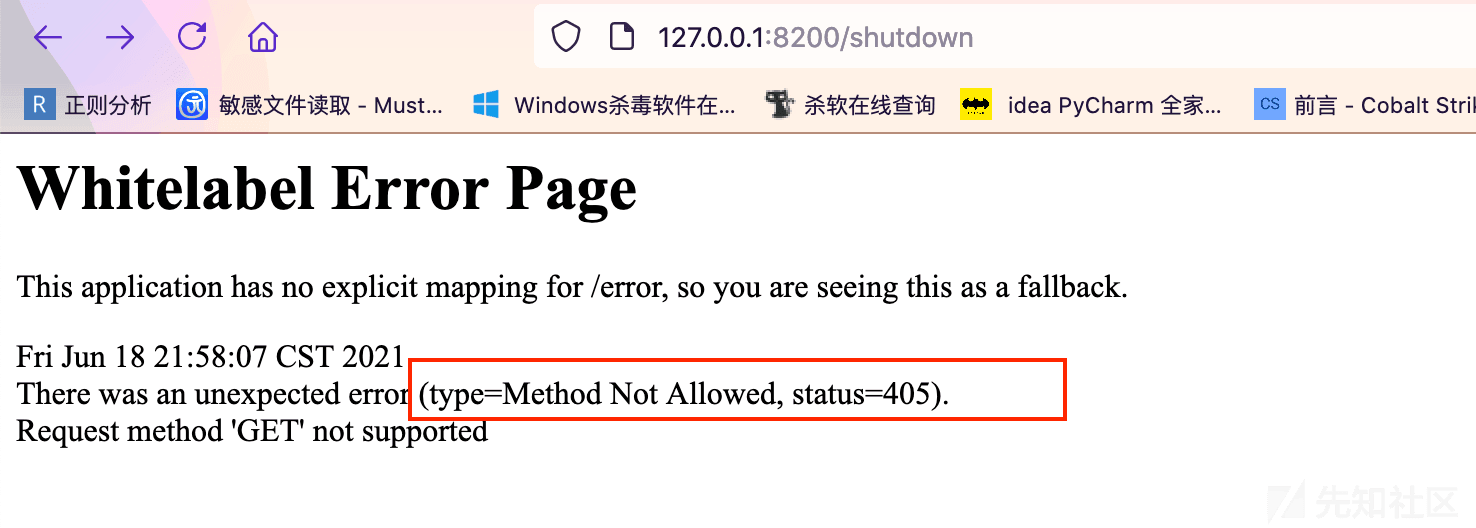 127.0.0.1:8200/shutdown
R 正则分析 敏感文件读取 - Must... Windows杀毒软件在... 杀软在线查询 idea PyCharm 全家... CS 前言 - Cobalt Strik
Whitelabel Error Page
This application has no explicit mapping for /error, so you are seeing this as a fallback.
Fri Jun 18 21:58:07 CST 2021
There was an unexpected error (type=Method Not Allowed, status=405).
Request method 'GET' not supported
先知社区